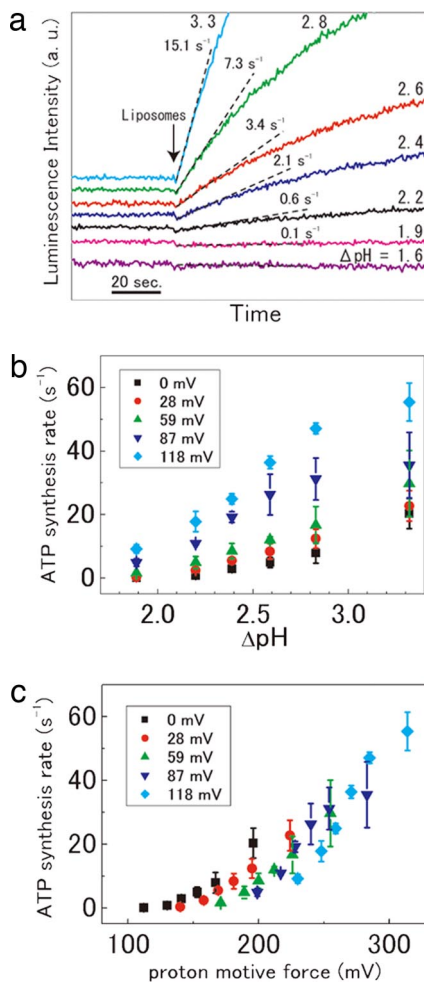 a
3.3
2.8
15.1 s⁻¹
7.3 s⁻¹
Liposomes
3.4 s⁻¹
2.6
2.1 s⁻¹
2.4
0.6 s⁻¹
2.2
0.1 s⁻¹
1.9
ΔpH = 1.6
20 sec.
Luminescence Intensity (a. u.)
Time
b
0 mV
28 mV
59 mV
87 mV
118 mV
60
40
20
0
ATP synthesis rate (s⁻¹)
2.0
2.5
3.0
ΔpH
c
0 mV
28 mV
59 mV
87 mV
118 mV
60
40
20
0
ATP synthesis rate (s⁻¹)
100
200
300
proton motive force (mV)